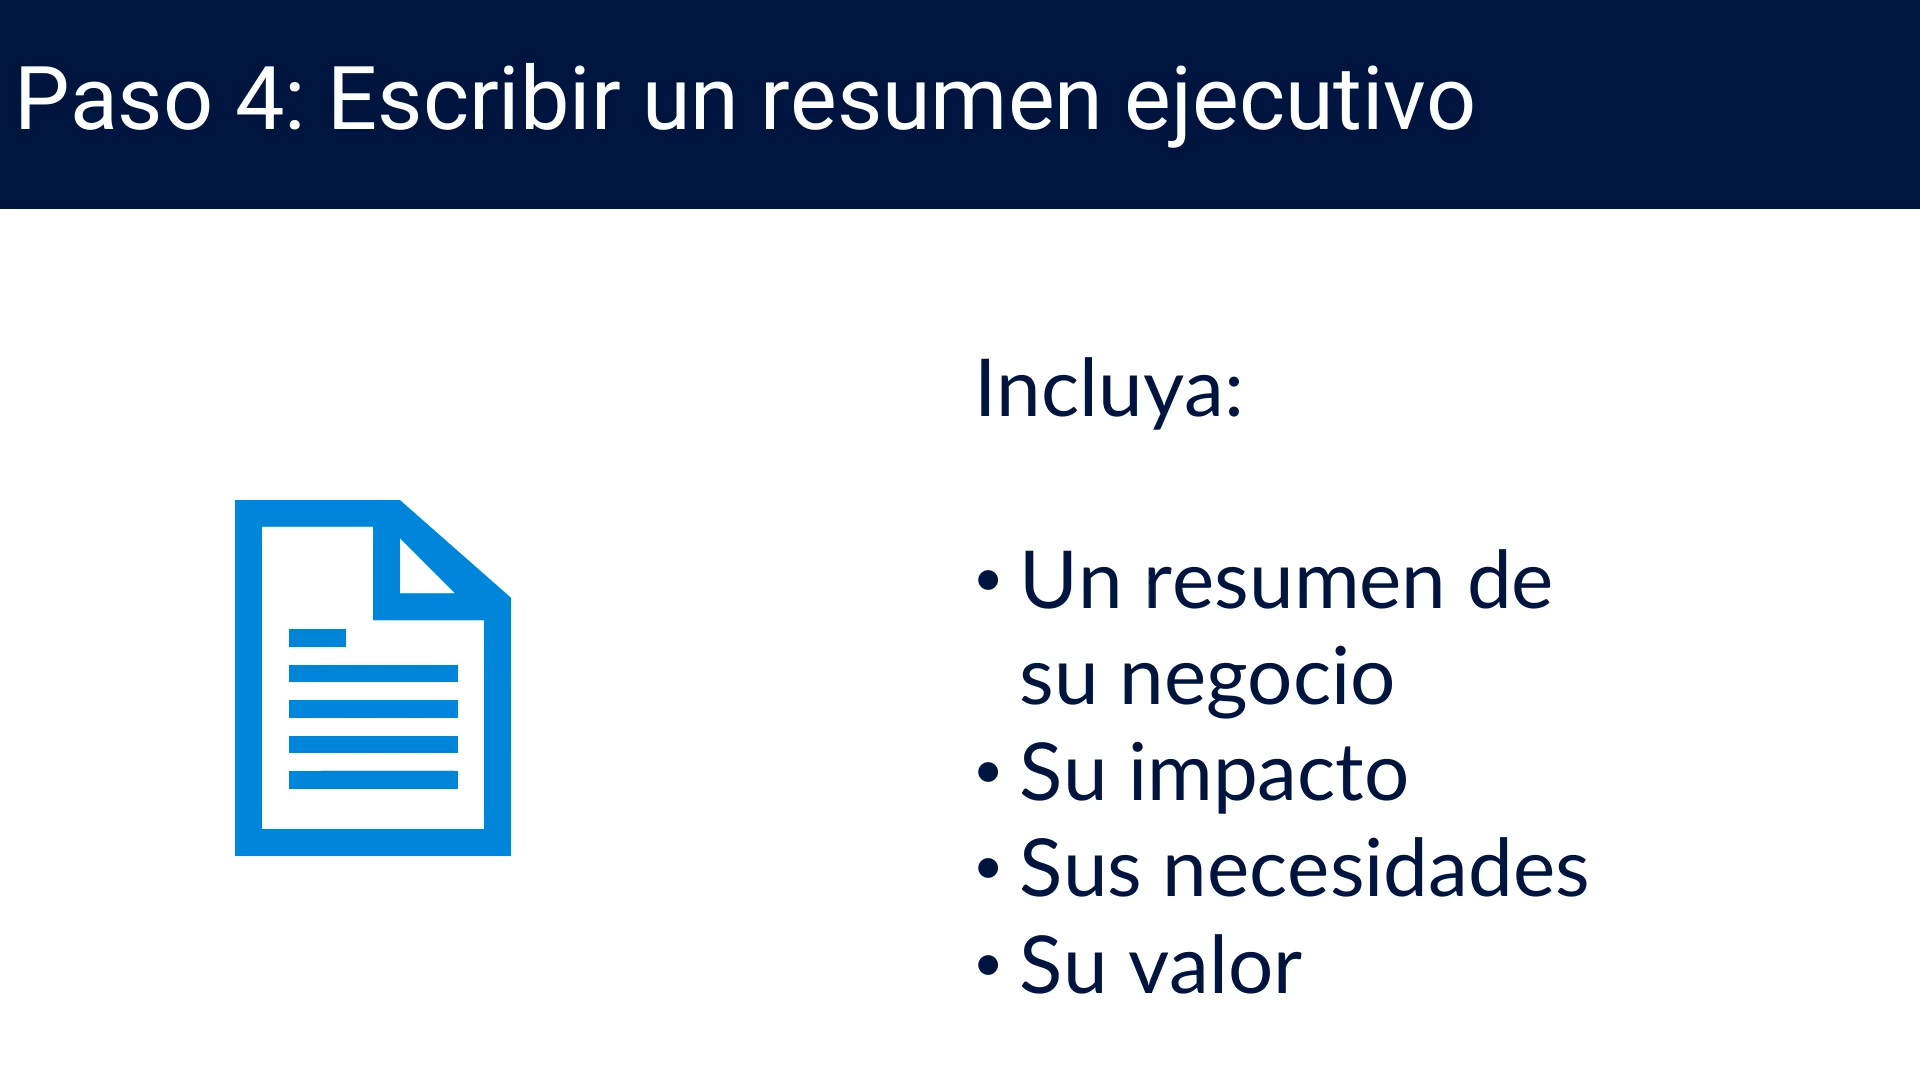 Paso 4: Escribir un resumen ejecutivo
Incluya:
• Un resumen de
su negocio
• Su impacto
• Sus necesidades
• Su valor